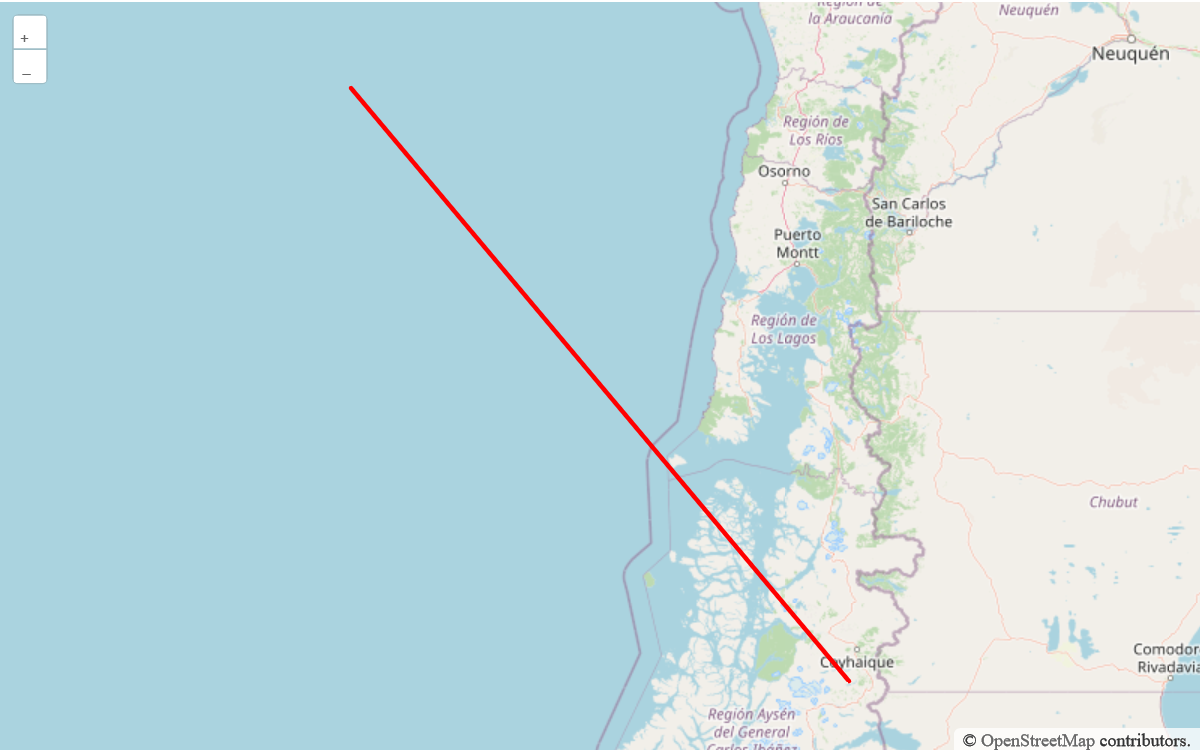 +
–
Región de
la Araucanía
Neuquén
Neuquén
Región de
Los Ríos
Osorno
San Carlos
de Bariloche
Puerto
Montt
Región de
Los Lagos
Chubut
Comodoro
Rivadavia
Coyhaique
Región Aysén
del General
Carlos Ibáñez
© OpenStreetMap contributors.